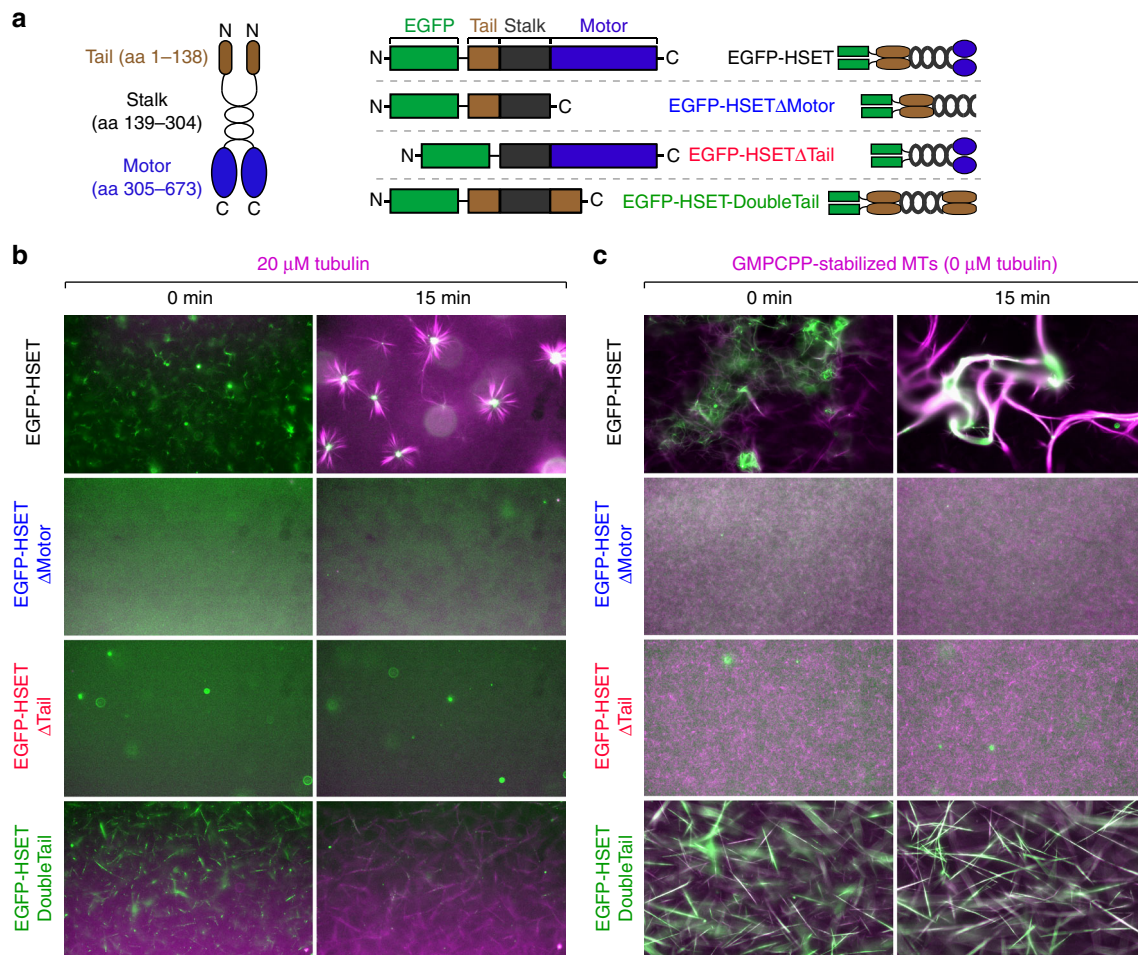 a
N N
Tail (aa 1–138)
Stalk
(aa 139–304)
Motor
(aa 305–673)
C C
EGFP Tail Stalk Motor
N C EGFP-HSET
N C EGFP-HSETΔMotor
N C EGFP-HSETΔTail
N C EGFP-HSET-DoubleTail
b
20 μM tubulin
0 min 15 min
EGFP-HSET
EGFP-HSET
ΔMotor
EGFP-HSET
ΔTail
EGFP-HSET
DoubleTail
c
GMPCPP-stabilized MTs (0 μM tubulin)
0 min 15 min
EGFP-HSET
EGFP-HSET
ΔMotor
EGFP-HSET
ΔTail
EGFP-HSET
DoubleTail